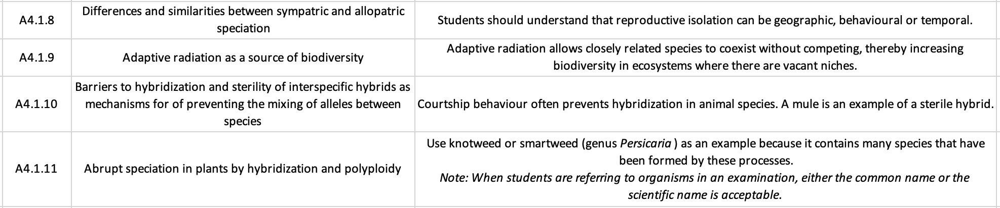 A4.1.8
Differences and similarities between sympatric and allopatric
speciation
Students should understand that reproductive isolation can be geographic, behavioural or temporal.
A4.1.9
Adaptive radiation as a source of biodiversity
Adaptive radiation allows closely related species to coexist without competing, thereby increasing
biodiversity in ecosystems where there are vacant niches.
A4.1.10
Barriers to hybridization and sterility of interspecific hybrids as
mechanisms for of preventing the mixing of alleles between
species
Courtship behaviour often prevents hybridization in animal species. A mule is an example of a sterile hybrid.
A4.1.11
Abrupt speciation in plants by hybridization and polyploidy
Use knotweed or smartweed (genus Persicaria ) as an example because it contains many species that have
been formed by these processes.
Note: When students are referring to organisms in an examination, either the common name or the
scientific name is acceptable.